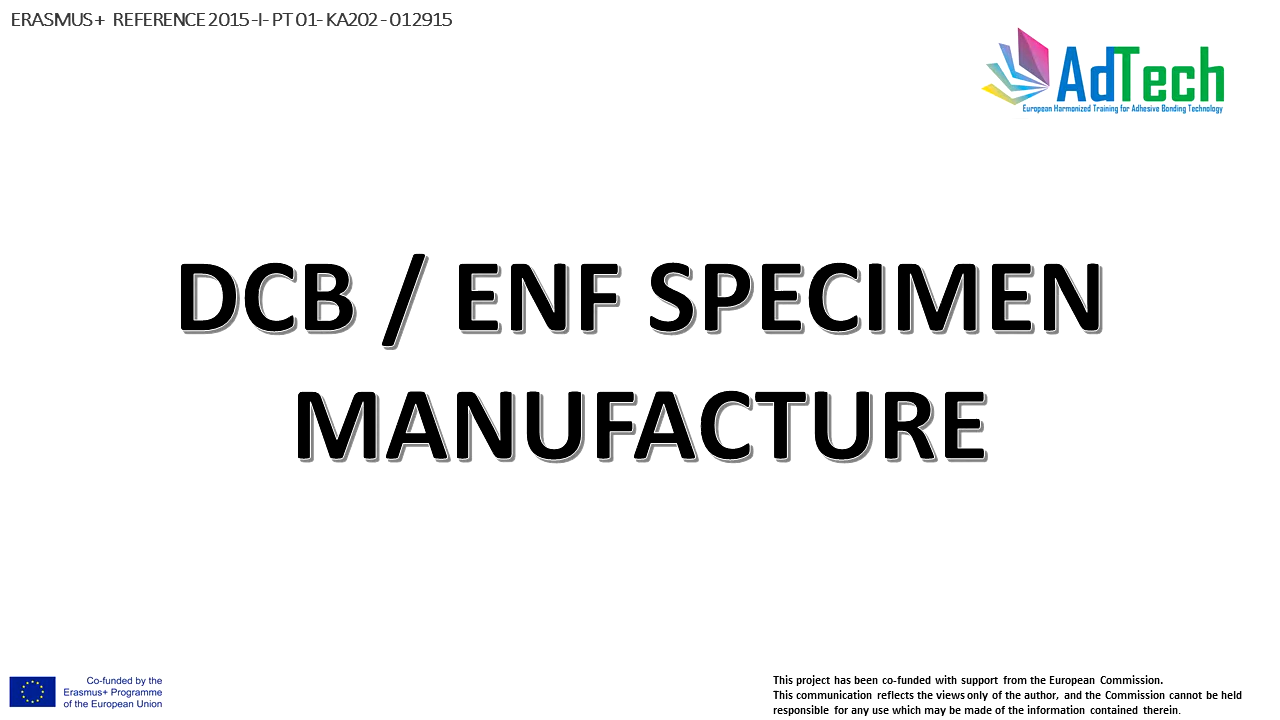 ERASMUS+ REFERENCE 2015-I-PT 01-KA202-012915
AdTech
European Harmonized Training for Adhesive Bonding Technology
DCB / ENF SPECIMEN
MANUFACTURE
Co-funded by the
Erasmus+ Programme
of the European Union
This project has been co-funded with support from the European Commission.
This communication reflects the views only of the author, and the Commission cannot be held
responsible for any use which may be made of the information contained therein.